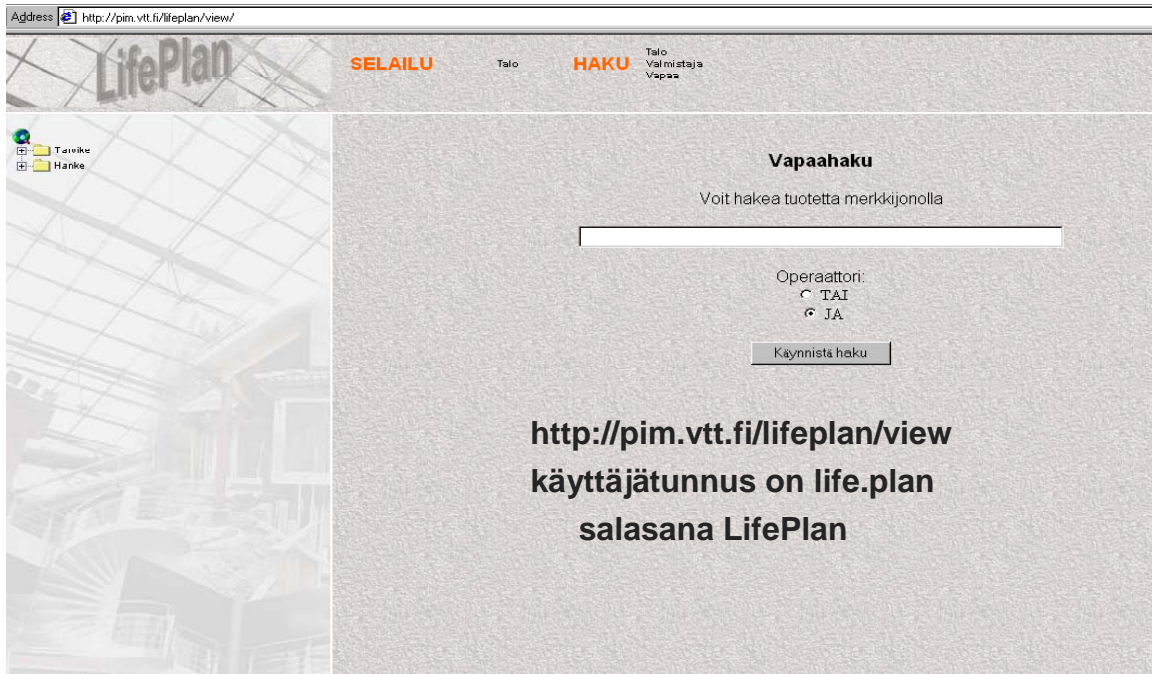 Address http://pim.vtt.fi/lifeplan/view/
LifePlan
SELAILU Talo HAKU Talo
Valmistaja
Vapaa
Tarvike
Hanke
Vapaahaku
Voit hakea tuotetta merkkijonolla
Operaattori:
TAI
JA
Käynnistä haku
http://pim.vtt.fi/lifeplan/view
käyttäjätunnus on life.plan
salasana LifePlan